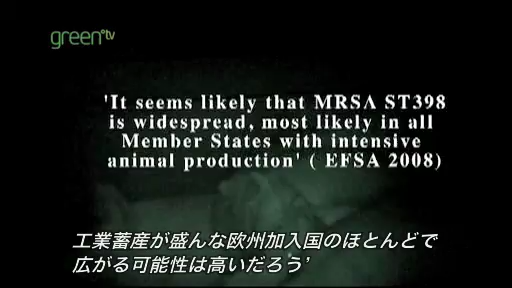 green tv
'It seems likely that MRSA ST398
is widespread, most likely in all
Member States with intensive
animal production' ( EFSA 2008)
工業蓄産が盛んな欧州加入国のほとんどで
広がる可能性は高いだろう’